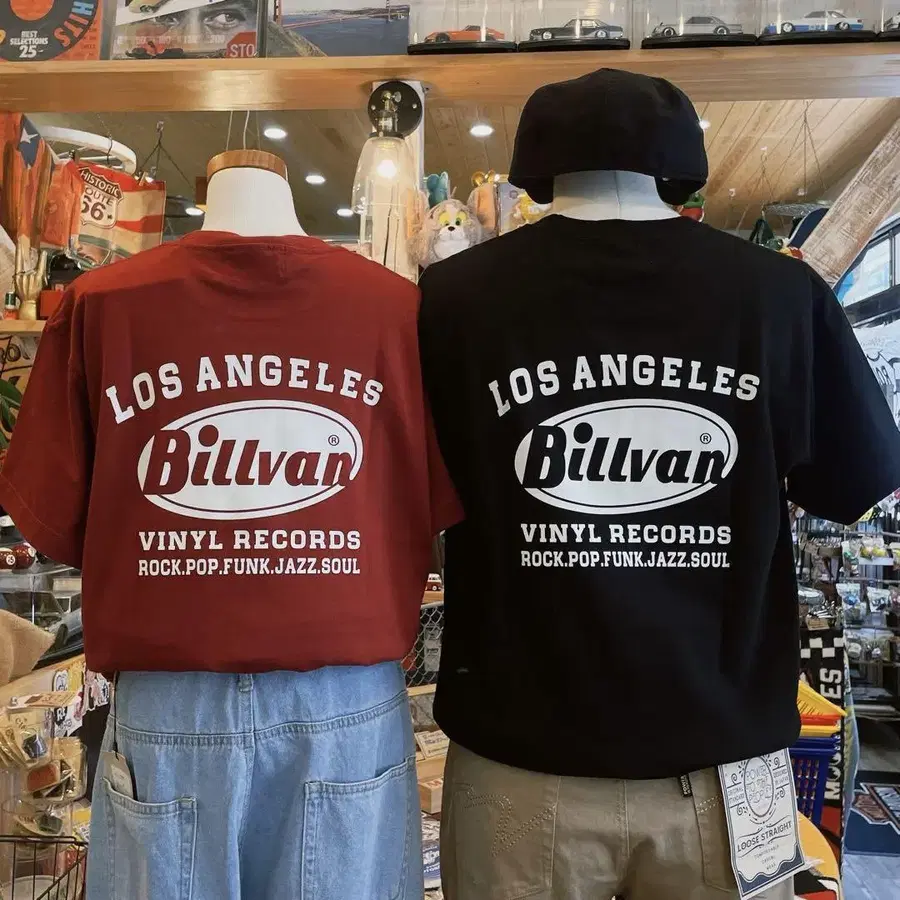 HITS
BEST
SELECTIONS
25¢
STO
HISTORIC
ROUTE
66
LOS ANGELES
Billvan®
VINYL RECORDS
ROCK.POP.FUNK.JAZZ.SOUL
LOS ANGELES
Billvan®
VINYL RECORDS
ROCK.POP.FUNK.JAZZ.SOUL
LOOSE STRAIGHT